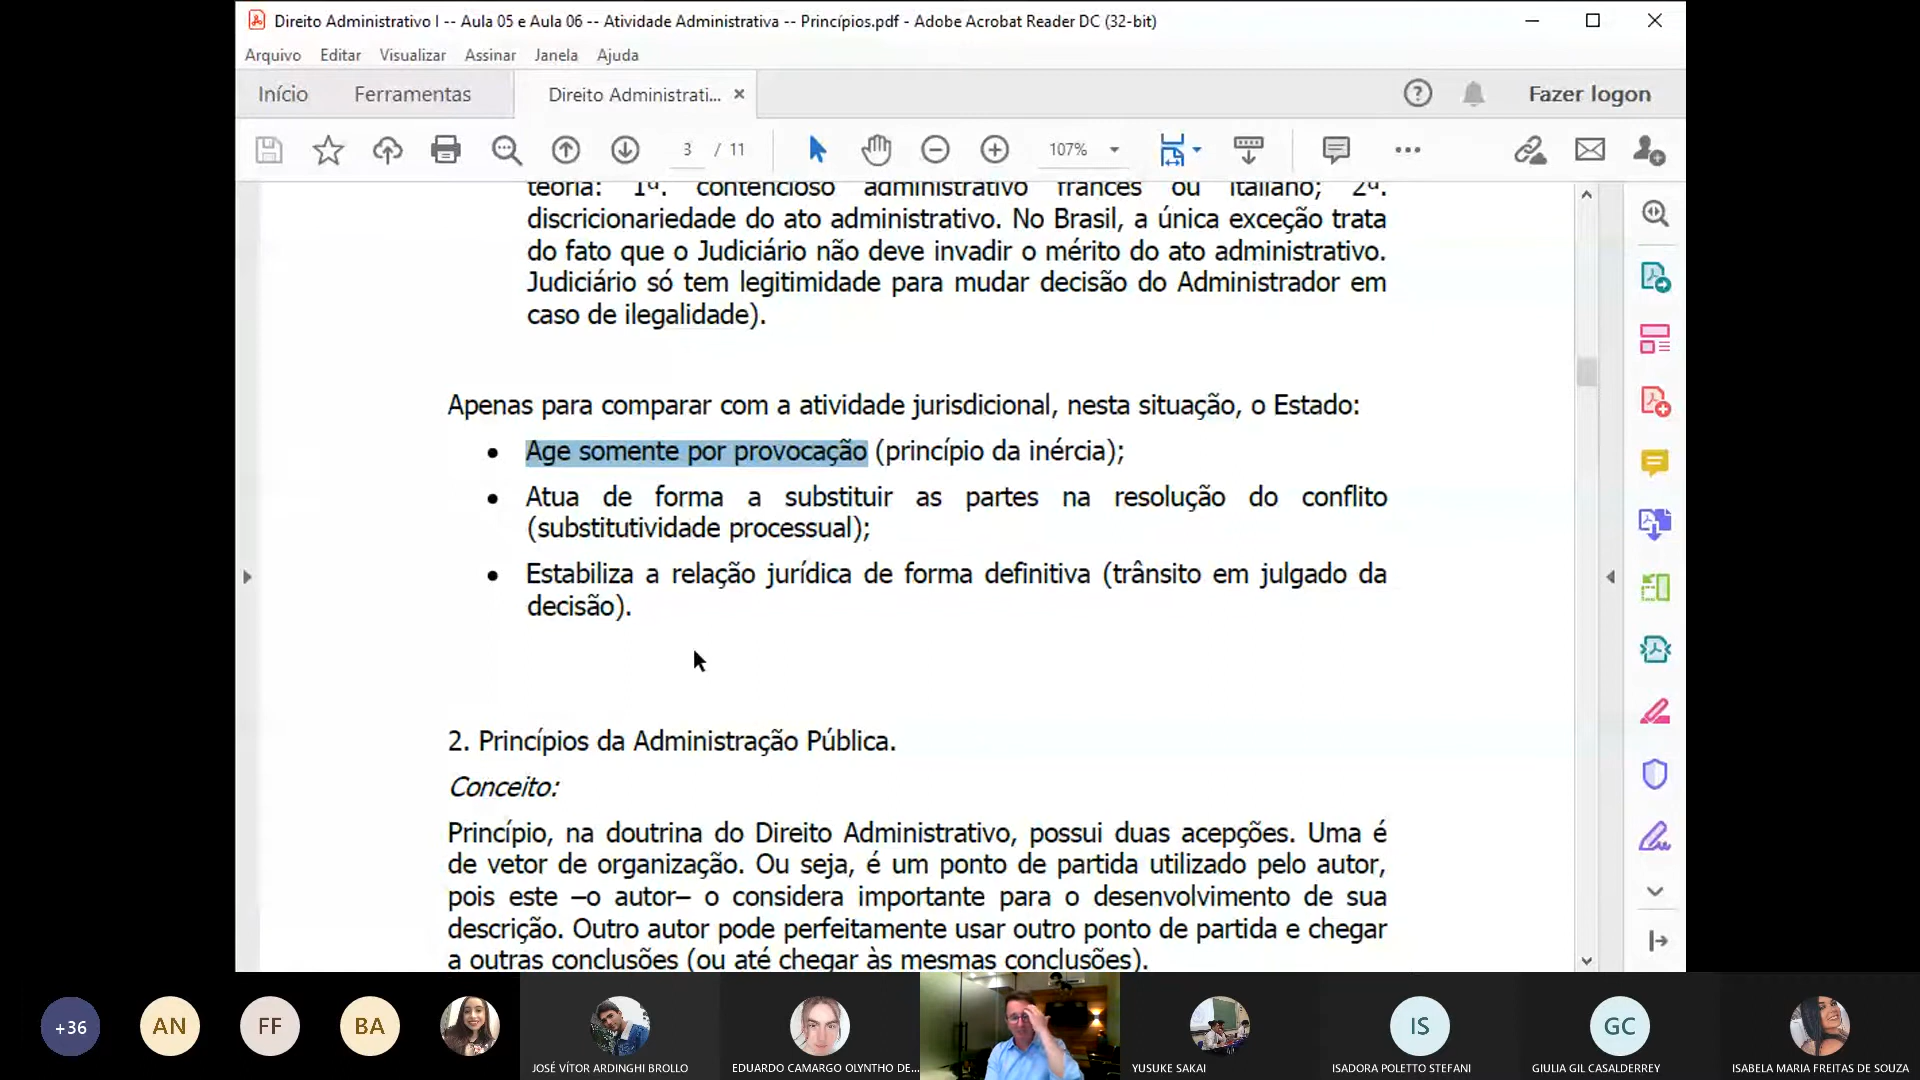 Direito Administrativo I -- Aula 05 e Aula 06 -- Atividade Administrativa -- Princípios.pdf - Adobe Acrobat Reader DC (32-bit)
Arquivo Editar Visualizar Assinar Janela Ajuda
Início Ferramentas Direito Administrati... Fazer logon
3 / 11 107%
teoria: 1ª. contencioso administrativo francês ou italiano; 2ª.
discricionariedade do ato administrativo. No Brasil, a única exceção trata
do fato que o Judiciário não deve invadir o mérito do ato administrativo.
Judiciário só tem legitimidade para mudar decisão do Administrador em
caso de ilegalidade).
Apenas para comparar com a atividade jurisdicional, nesta situação, o Estado:
• Age somente por provocação (princípio da inércia);
• Atua de forma a substituir as partes na resolução do conflito
(substitutividade processual);
• Estabiliza a relação jurídica de forma definitiva (trânsito em julgado da
decisão).
2. Princípios da Administração Pública.
Conceito:
Princípio, na doutrina do Direito Administrativo, possui duas acepções. Uma é
de vetor de organização. Ou seja, é um ponto de partida utilizado pelo autor,
pois este –o autor– o considera importante para o desenvolvimento de sua
descrição. Outro autor pode perfeitamente usar outro ponto de partida e chegar
a outras conclusões (ou até chegar às mesmas conclusões).
+36 AN FF BA IS GC
JOSÉ VÍTOR ARDINGHI BROLLO EDUARDO CAMARGO OLYNTHO DE... YUSUKE SAKAI ISADORA POLETTO STEFANI GIULIA GIL CASALDERREY ISABELA MARIA FREITAS DE SOUZA